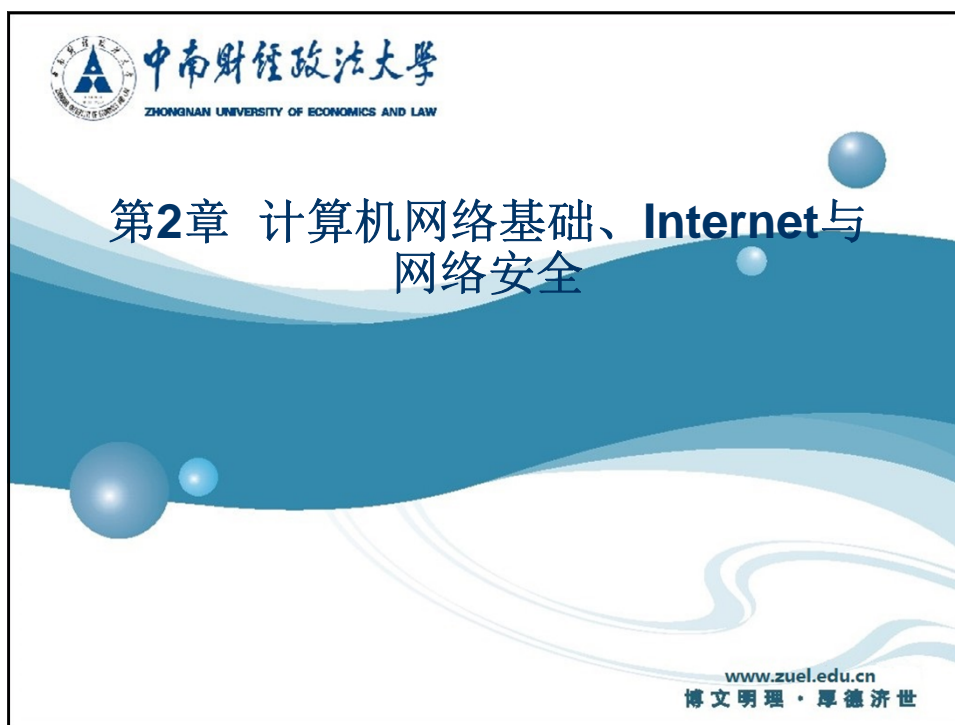 中南财经政法大学
ZHONGNAN UNIVERSITY OF ECONOMICS AND LAW
第2章 计算机网络基础、Internet与
网络安全
www.zuel.edu.cn
博文明理·厚德济世